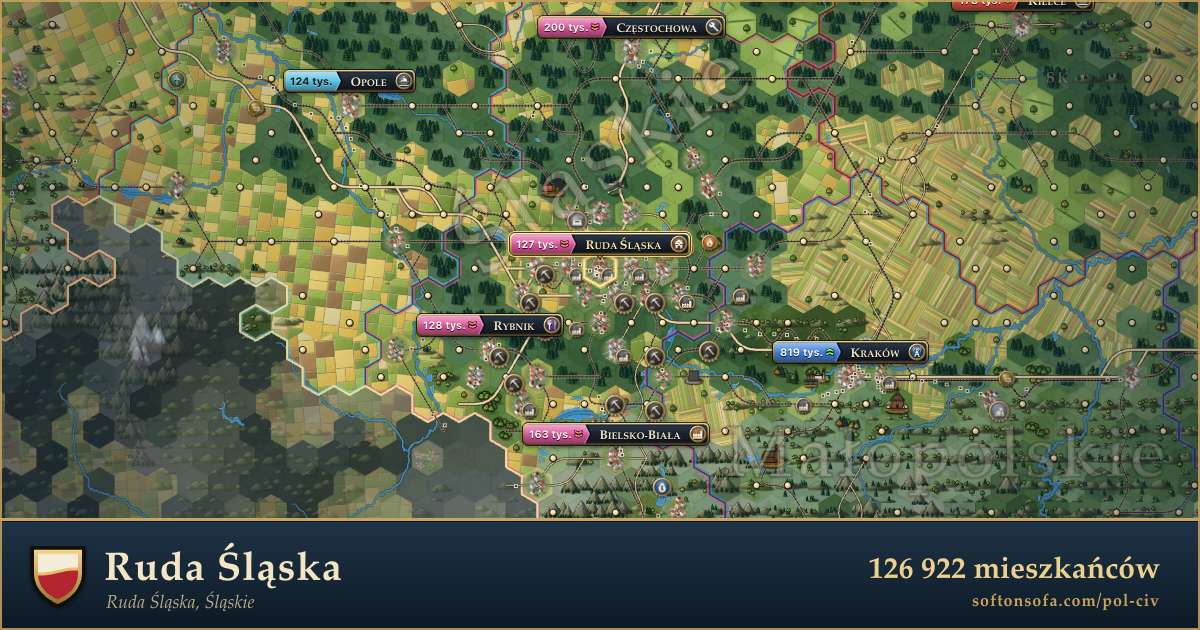 200 tys. Częstochowa
Kielce
124 tys. Opole
Śląskie
127 tys. Ruda Śląska
128 tys. Rybnik
819 tys. Kraków
163 tys. Bielsko-Biała
Małopolskie
Ruda Śląska
126 922 mieszkańców
Ruda Śląska, Śląskie
softonsofa.com/pol-civ